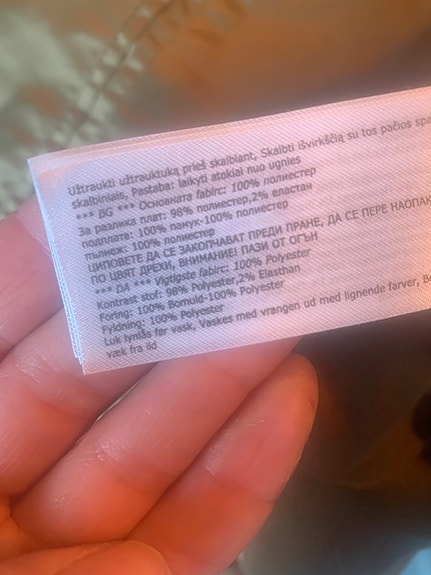 Užtraukti užtrauktuką prieš skalbiant, Skalbti išvirkščią su tos pačios
skalbiniais, Pastaba: laikyti atokiai nuo ugnies
*** BG *** Основната fabirc: 100% полиестер
За разлика плат: 98% полиестер,2% еластан
подплата: 100% памук-100% полиестер
пълнеж: 100% полиестер
ЦИПОВЕТЕ ДА СЕ ЗАКОПЧАВАТ ПРЕДИ ПРАНЕ, ДА СЕ ПЕРЕ НАОПАК
ПО ЦВЯТ ДРЕХИ, ВНИМАНИЕ! ПАЗИ ОТ ОГЪН
*** DA *** Vigtigste fabirc: 100% Polyester
Kontrast stof: 98% Polyester,2% Elasthan
Foring: 100% Bomuld-100% Polyester
Fyldning: 100% Polyester
Luk lynlås før vask, Vaskes med vrangen ud med lignende farver,
væk fra ild